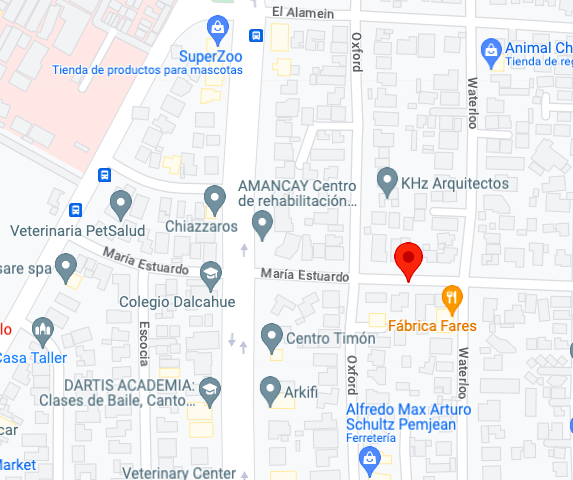 El Alamein
SuperZoo
Tienda de productos para mascotas
Oxford
Animal Ch
Tienda de reg
Waterloo
AMANCAY Centro
de rehabilitación...
KHz Arquitectos
Chiazzaros
Veterinaria PetSalud
María Estuardo
María Estuardo
are spa
Colegio Dalcahue
Fábrica Fares
lo
Casa Taller
Escocia
Centro Timón
Oxford
Waterloo
DARTIS ACADEMIA:
Clases de Baile, Canto...
Arkifi
Alfredo Max Arturo
Schultz Pemjean
Ferretería
car
Market
Veterinary Center